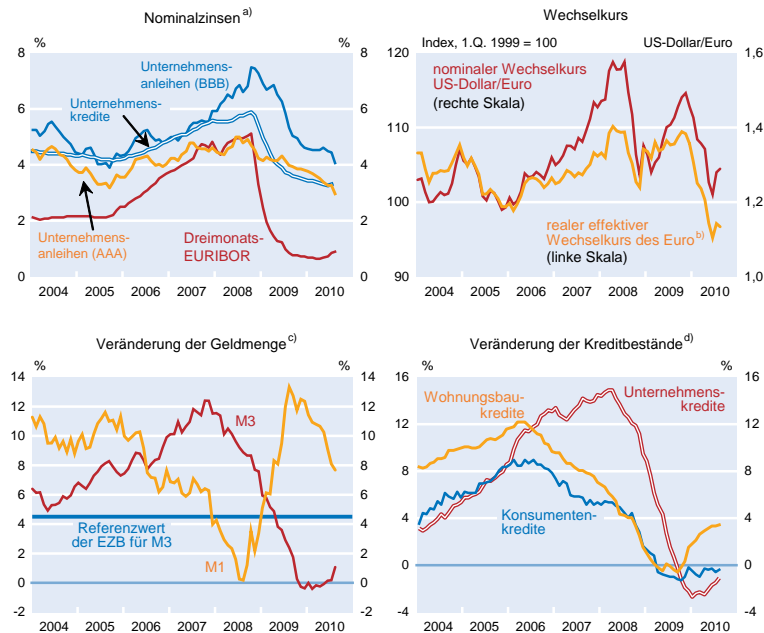 Nominalzinsen a)
%
%
8
6
4
2
0
8
6
4
2
0
Unternehmens-
anleihen (BBB)
Unternehmens-
kredite
Unternehmens-
anleihen (AAA)
Dreimonats-
EURIBOR
2004 2005 2006 2007 2008 2009 2010
Wechselkurs
Index, 1.Q. 1999 = 100
US-Dollar/Euro
120
110
100
90
1,6
1,4
1,2
1,0
nominaler Wechselkurs
US-Dollar/Euro
(rechte Skala)
realer effektiver
Wechselkurs des Euro b)
(linke Skala)
2004 2005 2006 2007 2008 2009 2010
Veränderung der Geldmenge c)
%
%
14
12
10
8
6
4
2
0
-2
14
12
10
8
6
4
2
0
-2
M3
Referenzwert
der EZB für M3
M1
2004 2005 2006 2007 2008 2009 2010
Veränderung der Kreditbestände d)
%
%
16
12
8
4
0
-4
16
12
8
4
0
-4
Wohnungsbau-
kredite
Unternehmens-
kredite
Konsumenten-
kredite
2004 2005 2006 2007 2008 2009 2010